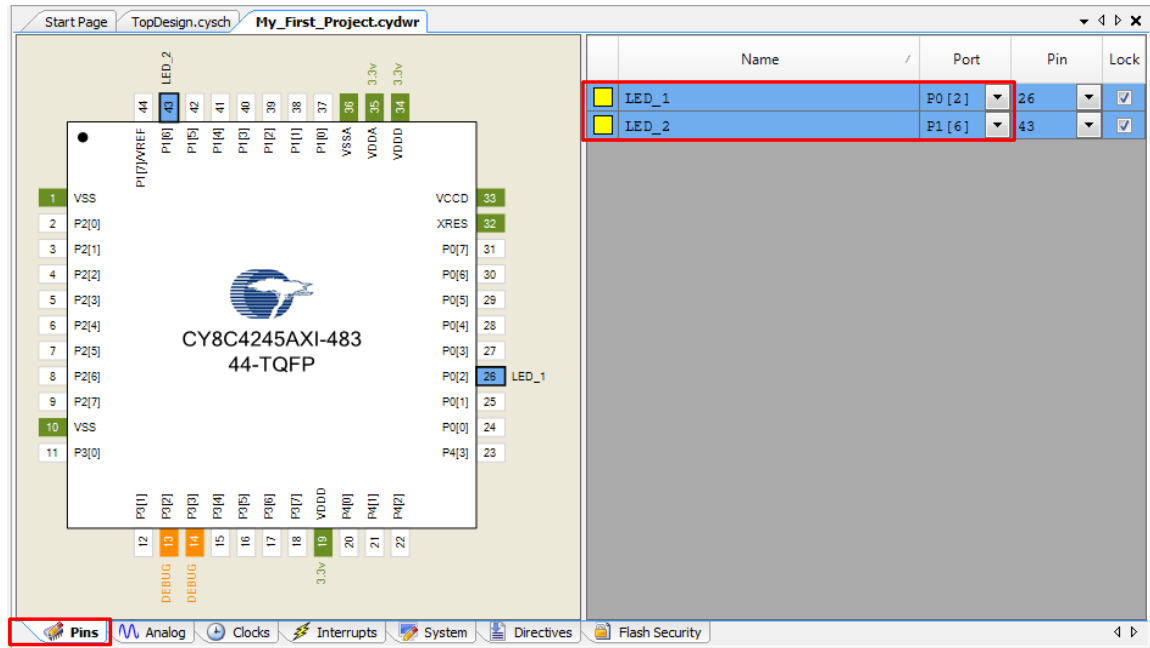 Start Page TopDesign.cysch My_First_Project.cydwr
Name / Port Pin Lock
LED_1 P0[2] 26
LED_2 P1[6] 43
LED_2 3.3v 3.3v
44 43 42 41 40 39 38 37 36 35 34
P1[7]/VREF P1[6] P1[5] P1[4] P1[3] P1[2] P1[1] P1[0] VSSA VDDA VDDD
1 VSS VCCD 33
2 P2[0] XRES 32
3 P2[1] P0[7] 31
4 P2[2] P0[6] 30
5 P2[3] P0[5] 29
6 P2[4] P0[4] 28
CY8C4245AXI-483
7 P2[5] P0[3] 27
44-TQFP
8 P2[6] P0[2] 26 LED_1
9 P2[7] P0[1] 25
10 VSS P0[0] 24
11 P3[0] P4[3] 23
P3[1] P3[2] P3[3] P3[4] P3[5] P3[6] P3[7] VDDD P4[0] P4[1] P4[2]
12 13 14 15 16 17 18 19 20 21 22
DEBUG DEBUG 3.3v
Pins Analog Clocks Interrupts System Directives Flash Security